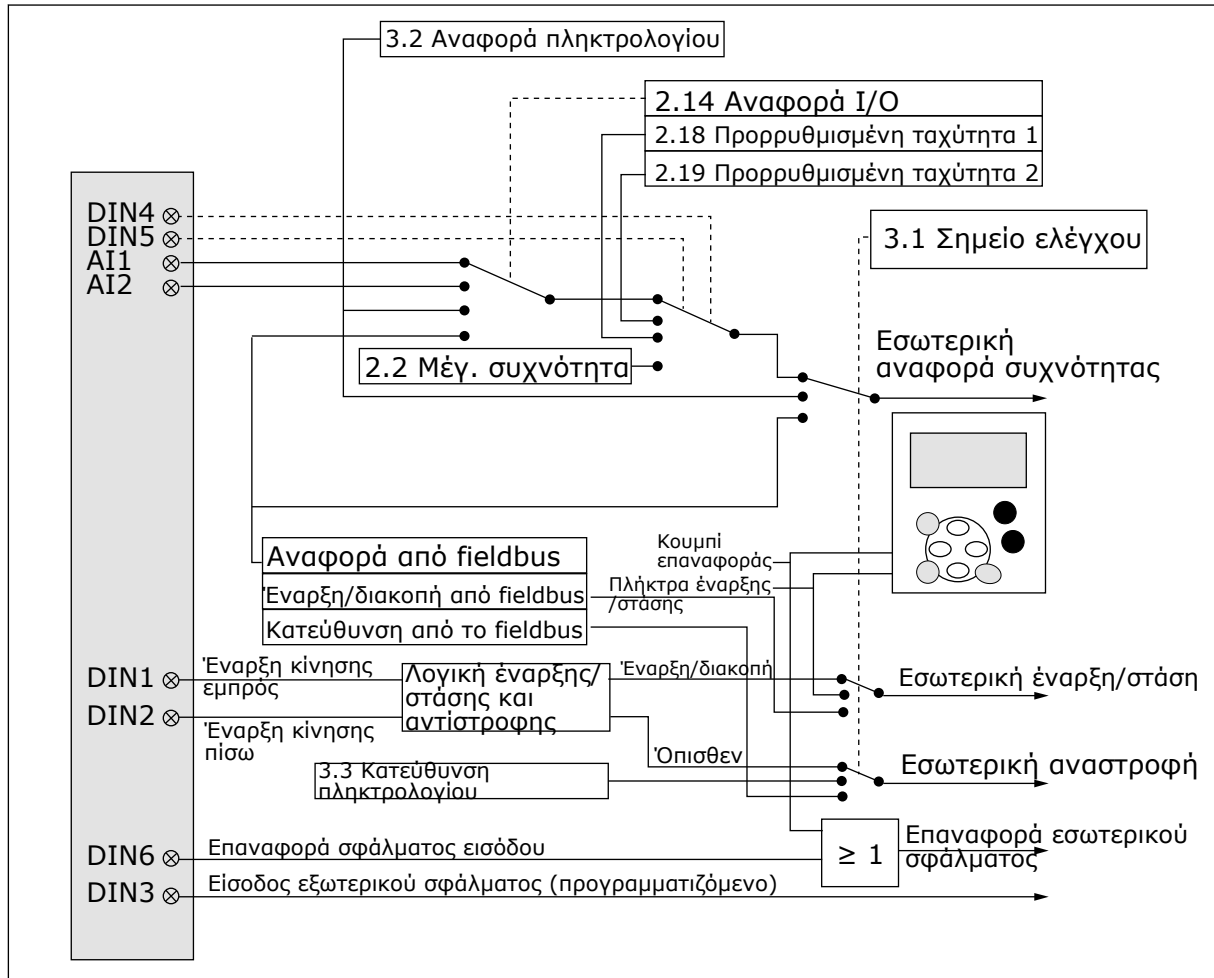 3.2 Αναφορά πληκτρολογίου
2.14 Αναφορά I/O
2.18 Προρρυθμισμένη ταχύτητα 1
2.19 Προρρυθμισμένη ταχύτητα 2
DIN4
DIN5
AI1
AI2
3.1 Σημείο ελέγχου
2.2 Μέγ. συχνότητα
Εσωτερική
αναφορά συχνότητας
Αναφορά από fieldbus
Έναρξη/διακοπή από fieldbus
Κατεύθυνση από το fieldbus
Κουμπί
επαναφοράς
Πλήκτρα έναρξης
/στάσης
DIN1
Έναρξη κίνησης
εμπρός
DIN2
Έναρξη κίνησης
πίσω
Λογική έναρξης/
στάσης και
αντίστροφης
Έναρξη/διακοπή
Εσωτερική έναρξη/στάση
Όπισθεν
3.3 Κατεύθυνση
πληκτρολογίου
Εσωτερική αναστροφή
DIN6
Επαναφορά σφάλματος εισόδου
≥ 1
Επαναφορά εσωτερικού
σφάλματος
DIN3
Είσοδος εξωτερικού σφάλματος (προγραμματιζόμενο)